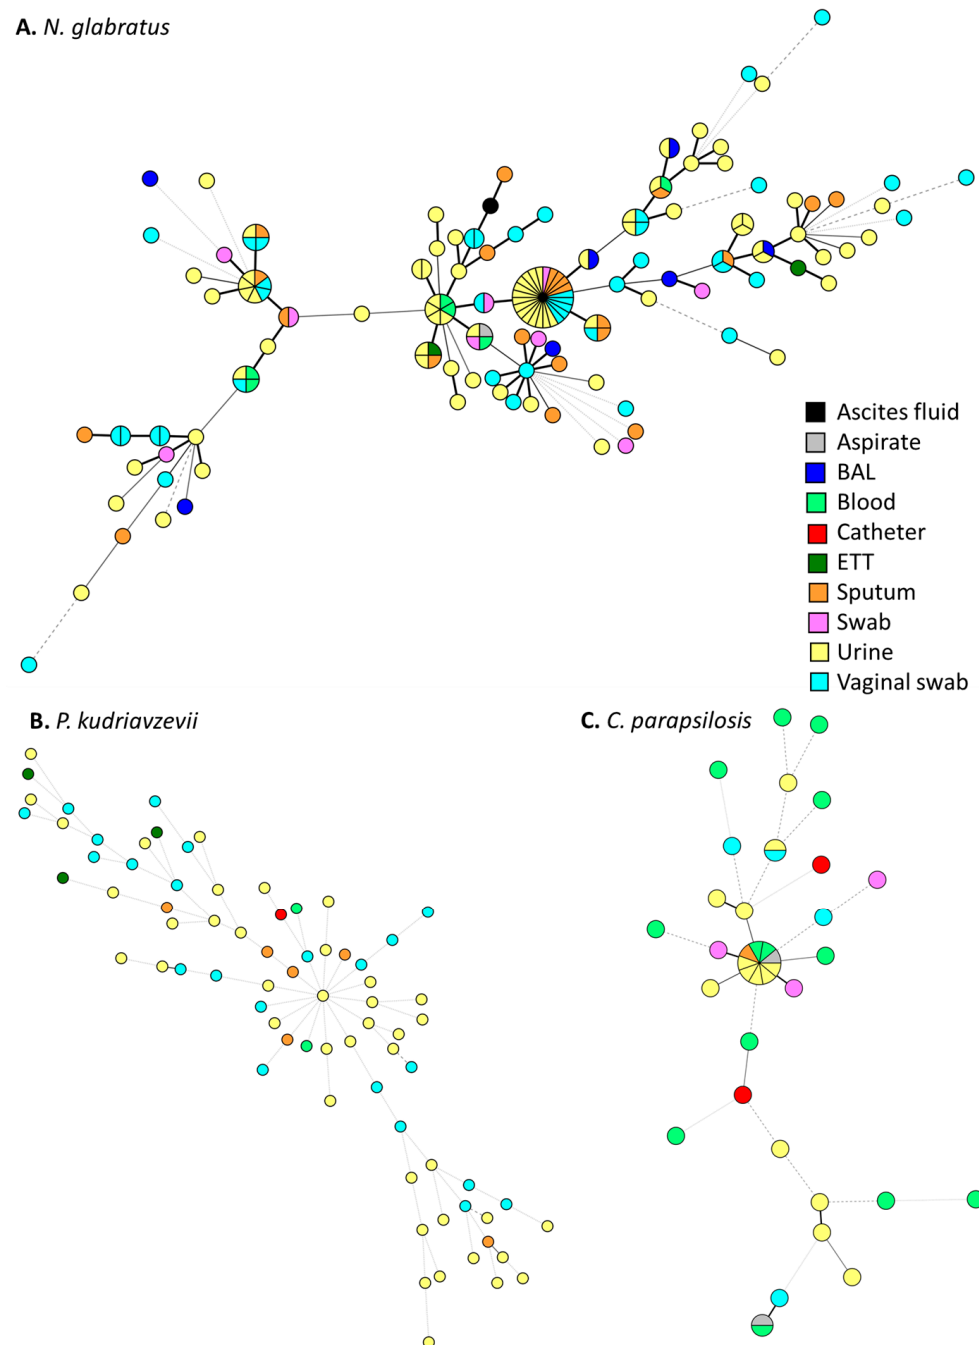 A. N. glabratus
Ascites fluid
Aspirate
BAL
Blood
Catheter
ETT
Sputum
Swab
Urine
Vaginal swab
B. P. kudriavzevii
C. C. parapsilosis